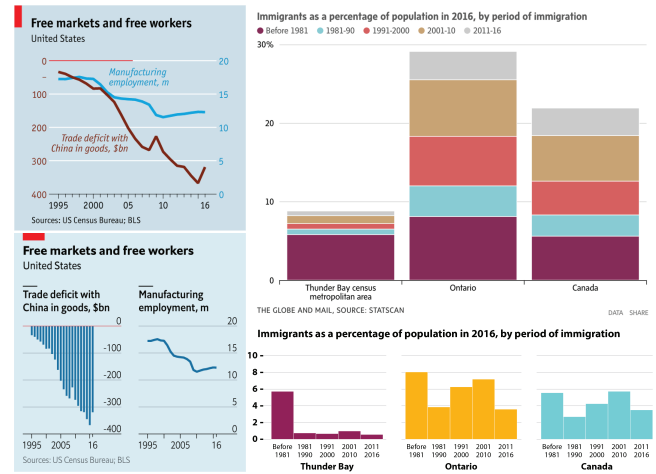 Free markets and free workers
United States
0
–
100
200
300
400
20
15
10
5
0
Manufacturing
employment, m
Trade deficit with
China in goods, $bn
1995 2000 05 10 16
Sources: US Census Bureau; BLS
Free markets and free workers
United States
Trade deficit with
China in goods, $bn
0
-100
-200
-300
-400
1995 2005 16
Manufacturing
employment, m
20
15
10
5
0
1995 2005 16
Sources: US Census Bureau; BLS
Immigrants as a percentage of population in 2016, by period of immigration
Before 1981 1981-90 1991-2000 2001-10 2011-16
30%
20
10
0
Thunder Bay census
metropolitan area
Ontario
Canada
THE GLOBE AND MAIL, SOURCE: STATSCAN
DATA SHARE
Immigrants as a percentage of population in 2016, by period of immigration
10
8
6
4
2
0
Before 1981 1991 2001 2011
1981 1990 2000 2010 2016
Thunder Bay
Before 1981 1991 2001 2011
1981 1990 2000 2010 2016
Ontario
Before 1981 1991 2001 2011
1981 1990 2000 2010 2016
Canada